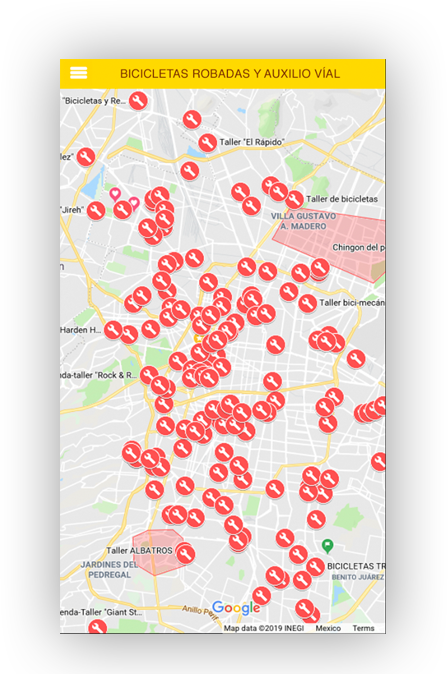 BICICLETAS ROBADAS Y AUXILIO VÍAL
"Bicicletas y Re...
Taller "El Rápido"
lez"
Taller de bicicletas
"Jireh"
VILLA GUSTAVO
A. MADERO
Chingon del p
Taller bici-mecán
Harden H...
nda-taller "Rock & R...
Taller ALBATROS
JARDINES DEL
PEDREGAL
BICICLETAS TR
BENITO JUÁREZ
enda-Taller "Giant St...
Anillo Perif
Google
Map data ©2019 INEGI Mexico Terms